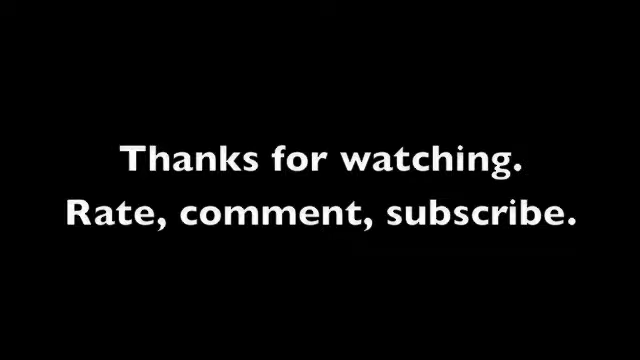 Thanks for watching.
Rate, comment, subscribe.